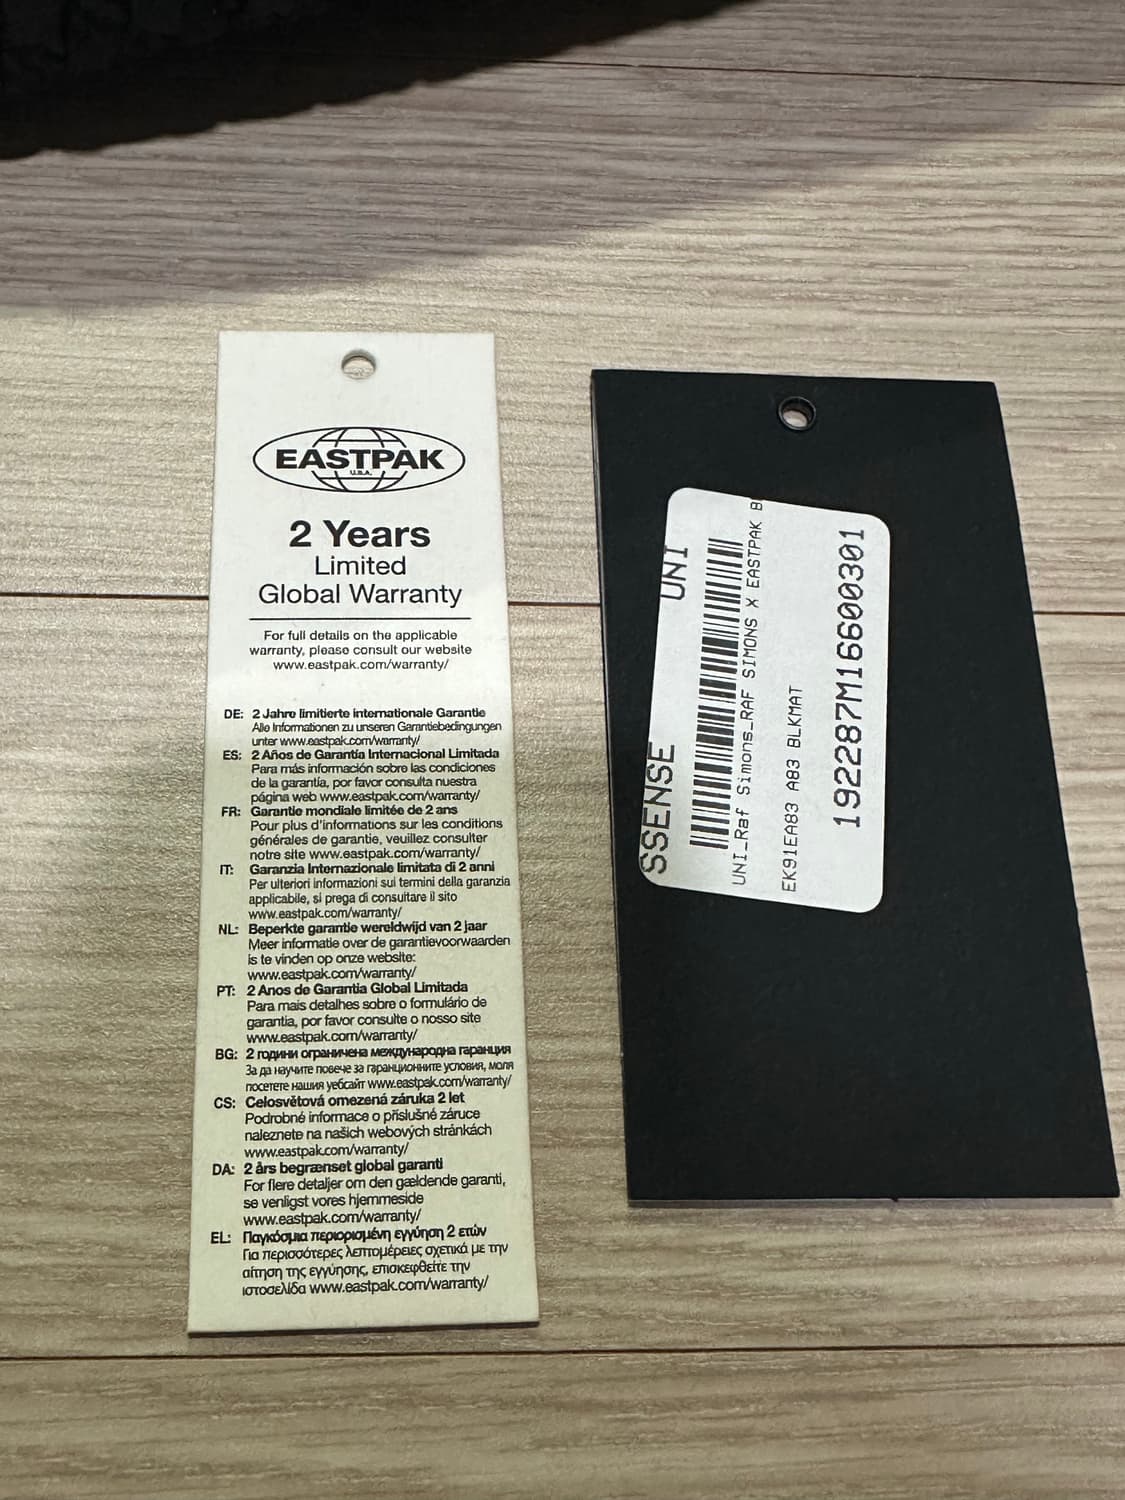 EASTPAK
U.S.A.
2 Years
Limited
Global Warranty
For full details on the applicable
warranty, please consult our website
www.eastpak.com/warranty/
DE: 2 Jahre limitierte internationale Garantie
Alle Informationen zu unseren Garantiebedingungen
unter www.eastpak.com/warranty/
ES: 2 Años de Garantía Internacional Limitada
Para más información sobre las condiciones
de la garantía, por favor consulta nuestra
página web www.eastpak.com/warranty/
FR: Garantie mondiale limitée de 2 ans
Pour plus d'informations sur les conditions
générales de garantie, veuillez consulter
notre site www.eastpak.com/warranty/
IT: Garanzia Internazionale limitata di 2 anni
Per ulteriori informazioni sui termini della garanzia
applicabile, si prega di consultare il sito
www.eastpak.com/warranty/
NL: Beperkte garantie wereldwijd van 2 jaar
Meer informatie over de garantievoorwaarden
is te vinden op onze website:
www.eastpak.com/warranty/
PT: 2 Anos de Garantia Global Limitada
Para mais detalhes sobre o formulário de
garantia, por favor consulte o nosso site
www.eastpak.com/warranty/
BG: 2 години ограничена международна гаранция
За да научите повече за гаранционните условия, моля
посетете нашия уебсайт www.eastpak.com/warranty/
CS: Celosvětová omezená záruka 2 let
Podrobné informace o příslušné záruce
naleznete na našich webových stránkách
www.eastpak.com/warranty/
DA: 2 års begrænset global garanti
For flere detaljer om den gældende garanti,
se venligst vores hjemmeside
www.eastpak.com/warranty/
EL: Παγκόσμια περιορισμένη εγγύηση 2 ετών
Για περισσότερες λεπτομέρειες σχετικά με την
αίτηση της εγγύησης, επισκεφθείτε την
ιστοσελίδα www.eastpak.com/warranty/
SSENSE UNI
UNI_Raf Simons_RAF SIMONS X EASTPAK B
EK91EA83 A83 BLKMAT
192287M16600301